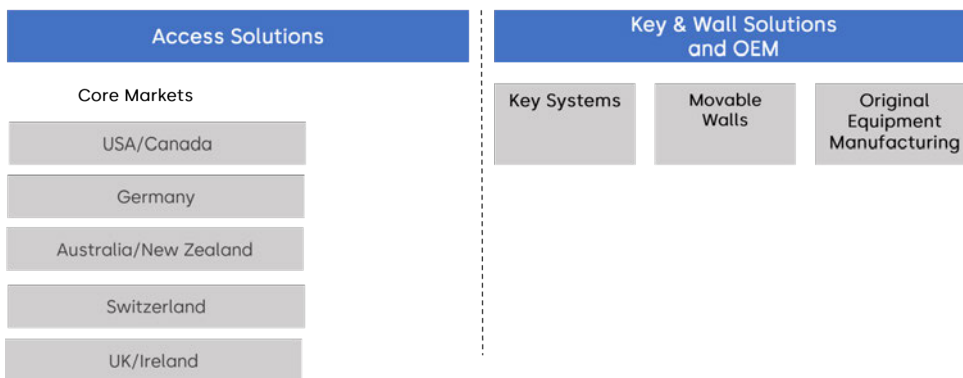 Access Solutions
Core Markets
USA/Canada
Germany
Australia/New Zealand
Switzerland
UK/Ireland
Key & Wall Solutions
and OEM
Key Systems
Movable
Walls
Original
Equipment
Manufacturing